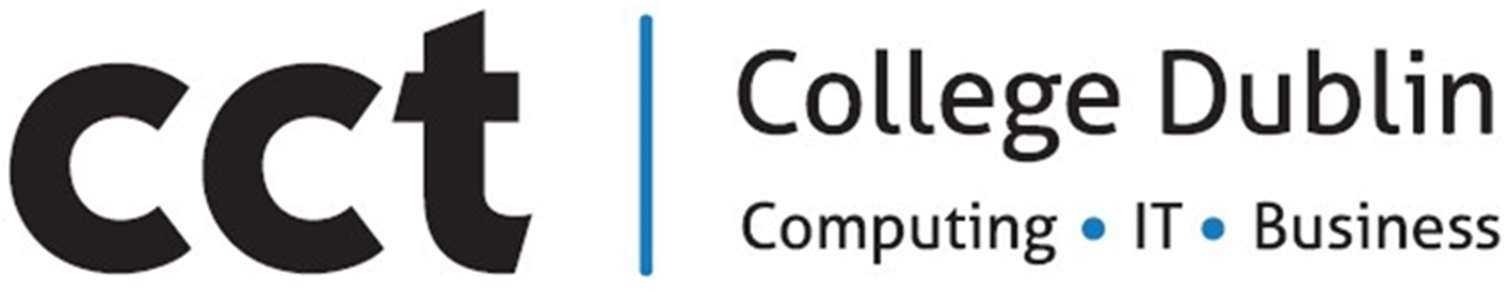 cct
College Dublin
Computing • IT • Business